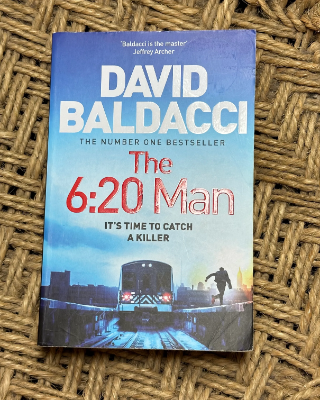 'Baldacci is the master'
Jeffrey Archer
DAVID
BALDACCI
THE NUMBER ONE BESTSELLER
The
6:20 Man
IT'S TIME TO CATCH
A KILLER